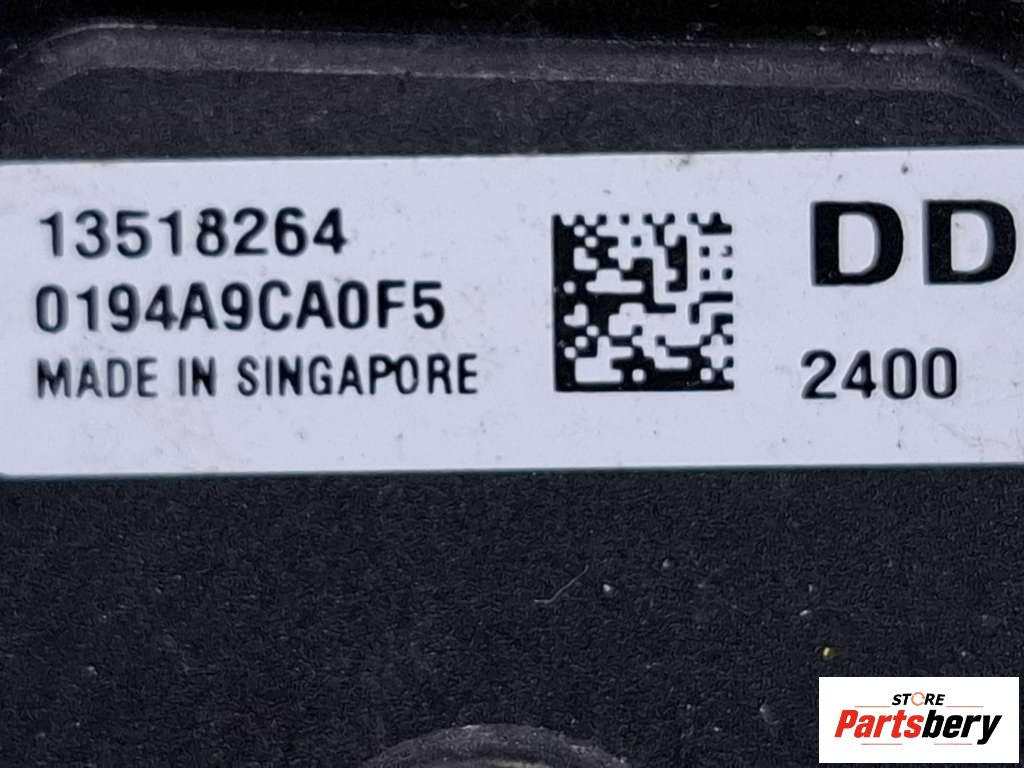 13518264
0194A9CA0F5
MADE IN SINGAPORE
DD
2400
STORE
Partsbery